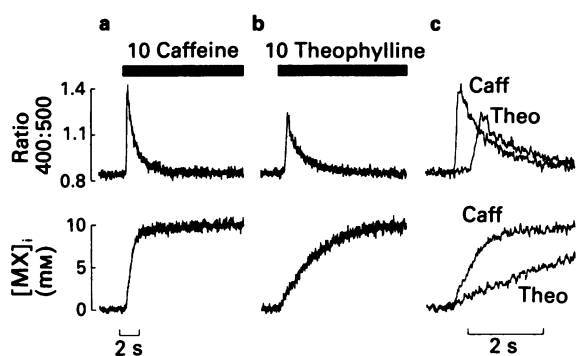 a b c
10 Caffeine 10 Theophylline
Ratio
400:500
1.4
1.1
0.8
Caff
Theo
[MX]i
(mM)
10
5
0
Caff
Theo
2 s 2 s